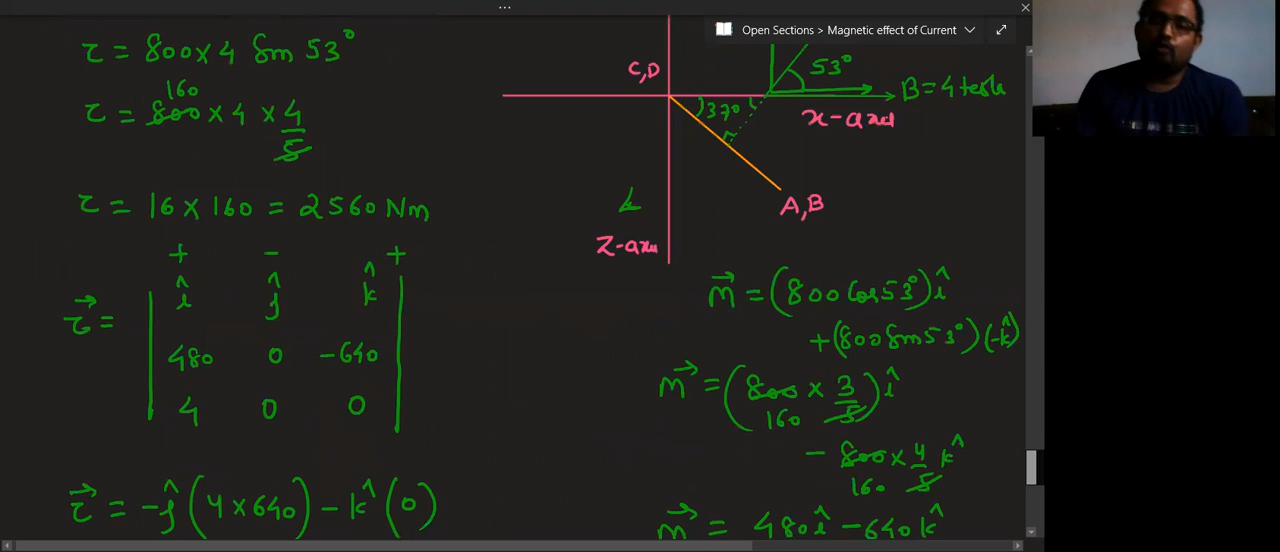 ...
Open Sections > Magnetic effect of Current
τ = 800 × 4 Sin 53°
160
τ = 800 × 4 × 4/5
τ = 16 × 160 = 2560 Nm
+ - +
τ⃗ = | î ĵ k̂ |
480 0 -640
4 0 0
τ⃗ = -ĵ (4 × 640) - k̂ (0)
C,D
53°
B = 4 tesla
37°
x-axis
A,B
Z-axis
m⃗ = (800 Cos 53°) î
+ (800 Sin 53°) (-k̂)
m⃗ = (800 × 3/5) î
160
- 800 × 4/5 k̂
160
m⃗ = 480 î - 640 k̂